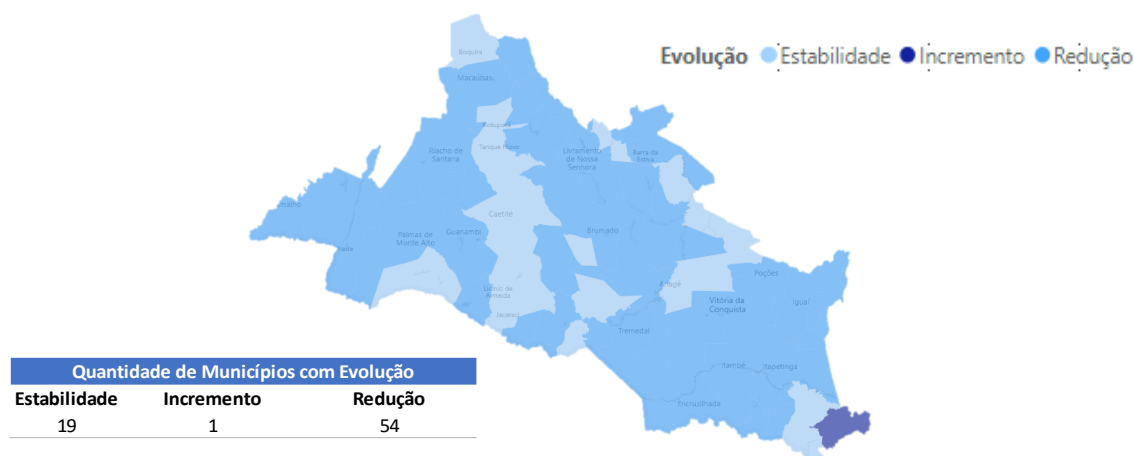 Evolução Estabilidade Incremento Redução
Boquira
Macaúbas
Botuporã
Tanque Novo
Riacho de
Santana
Livramento
de Nossa
Senhora
Barra da
Estiva
Caetité
Palmas de
Monte Alto
Guanambi
Brumado
Licínio de
Almeida
Jacaraci
Anagé
Poções
Vitória da
Conquista
Iguaí
Tremedal
Itambé
Itapetinga
Encruzilhada
Quantidade de Municípios com Evolução
Estabilidade Incremento Redução
19 1 54